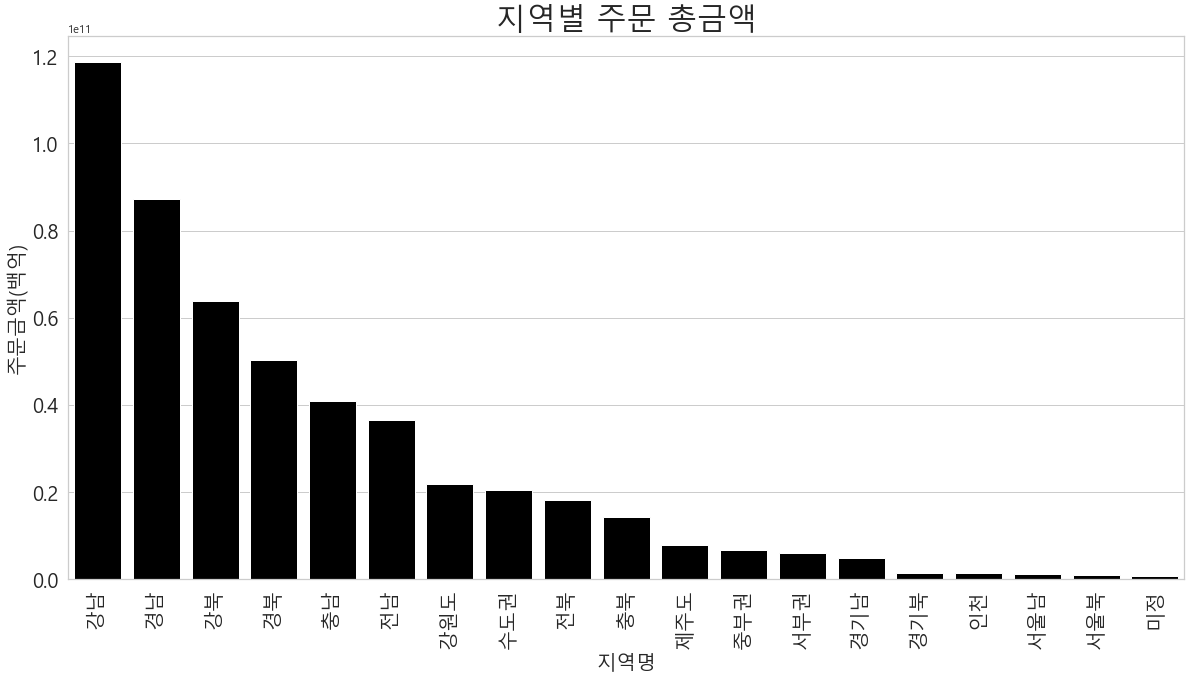 지역별 주문 총금액
1e11
1.2
1.0
0.8
0.6
0.4
0.2
0.0
주문금액(백억)
강남
경남
강북
경북
충남
전남
강원도
수도권
전북
충북
제주도
중부권
서부권
경기남
경기북
인천
서울남
서울북
미정
지역명